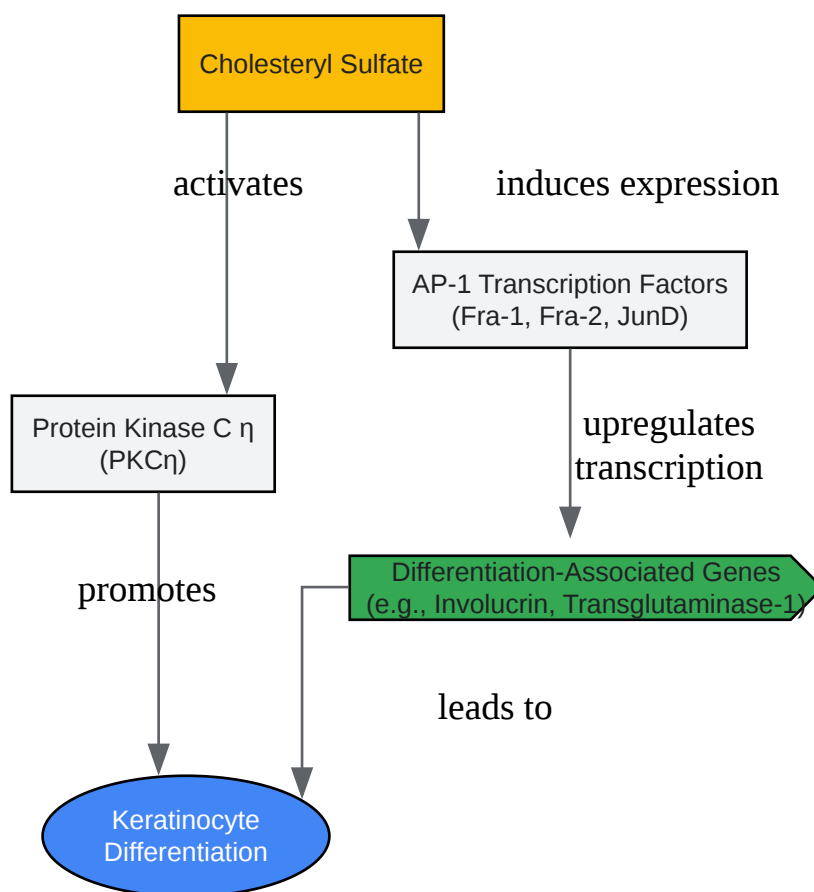 Cholesteryl Sulfate
activates
induces expression
AP-1 Transcription Factors
(Fra-1, Fra-2, JunD)
Protein Kinase C η
(PKCη)
upregulates
transcription
Differentiation-Associated Genes
(e.g., Involucrin, Transglutaminase-1)
promotes
leads to
Keratinocyte
Differentiation